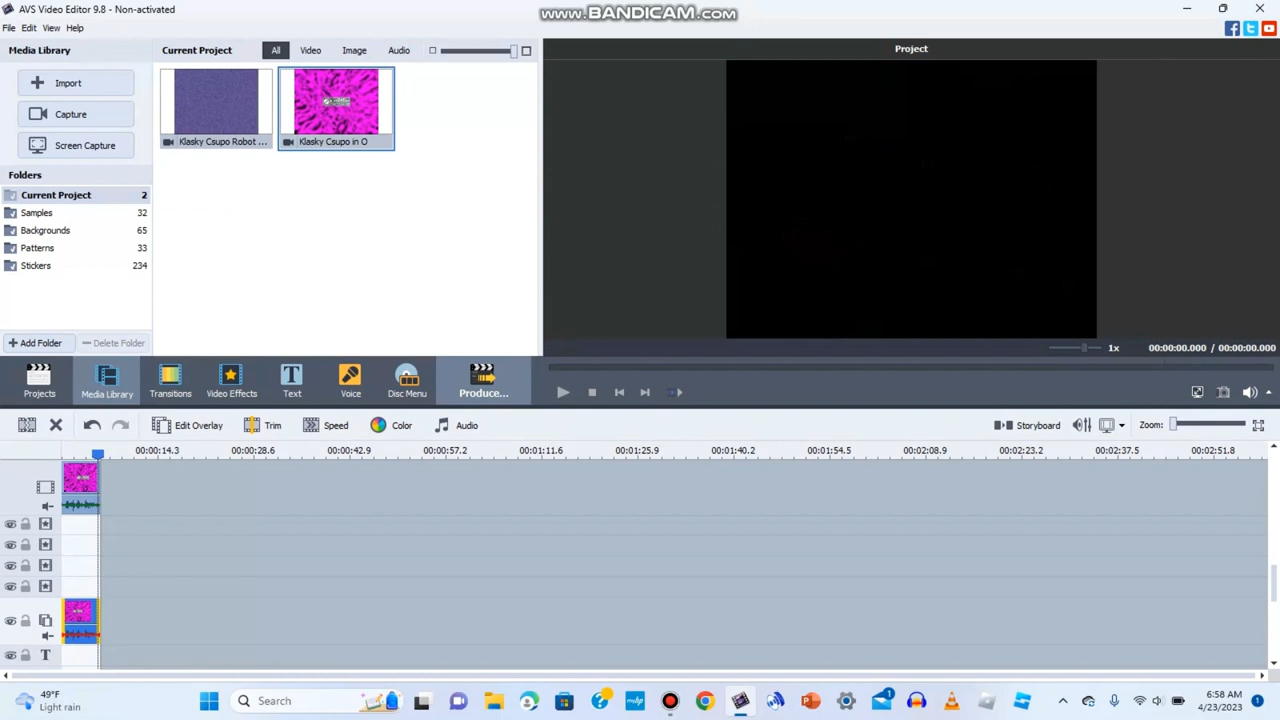 AVS Video Editor 9.8 - Non-activated
www.BANDICAM.com
File Edit View Help
Media Library
Current Project All Video Image Audio
Project
Import
Capture
Screen Capture
Klasky Csupo Robot ...
Klasky Csupo in O
Folders
Current Project 2
Samples 32
Backgrounds 65
Patterns 33
Stickers 234
+ Add Folder
Delete Folder
1x
00:00:00.000 / 00:00:00.000
Projects
Media Library
Transitions
Video Effects
Text
Voice
Disc Menu
Produce...
Edit Overlay
Trim
Speed
Color
Audio
Storyboard
Zoom:
00:00:14.3 00:00:28.6 00:00:42.9 00:00:57.2 00:01:11.6 00:01:25.9 00:01:40.2 00:01:54.5 00:02:08.9 00:02:23.2 00:02:37.5 00:02:51.8
T
49°F
Light rain
Search
6:58 AM
4/23/2023